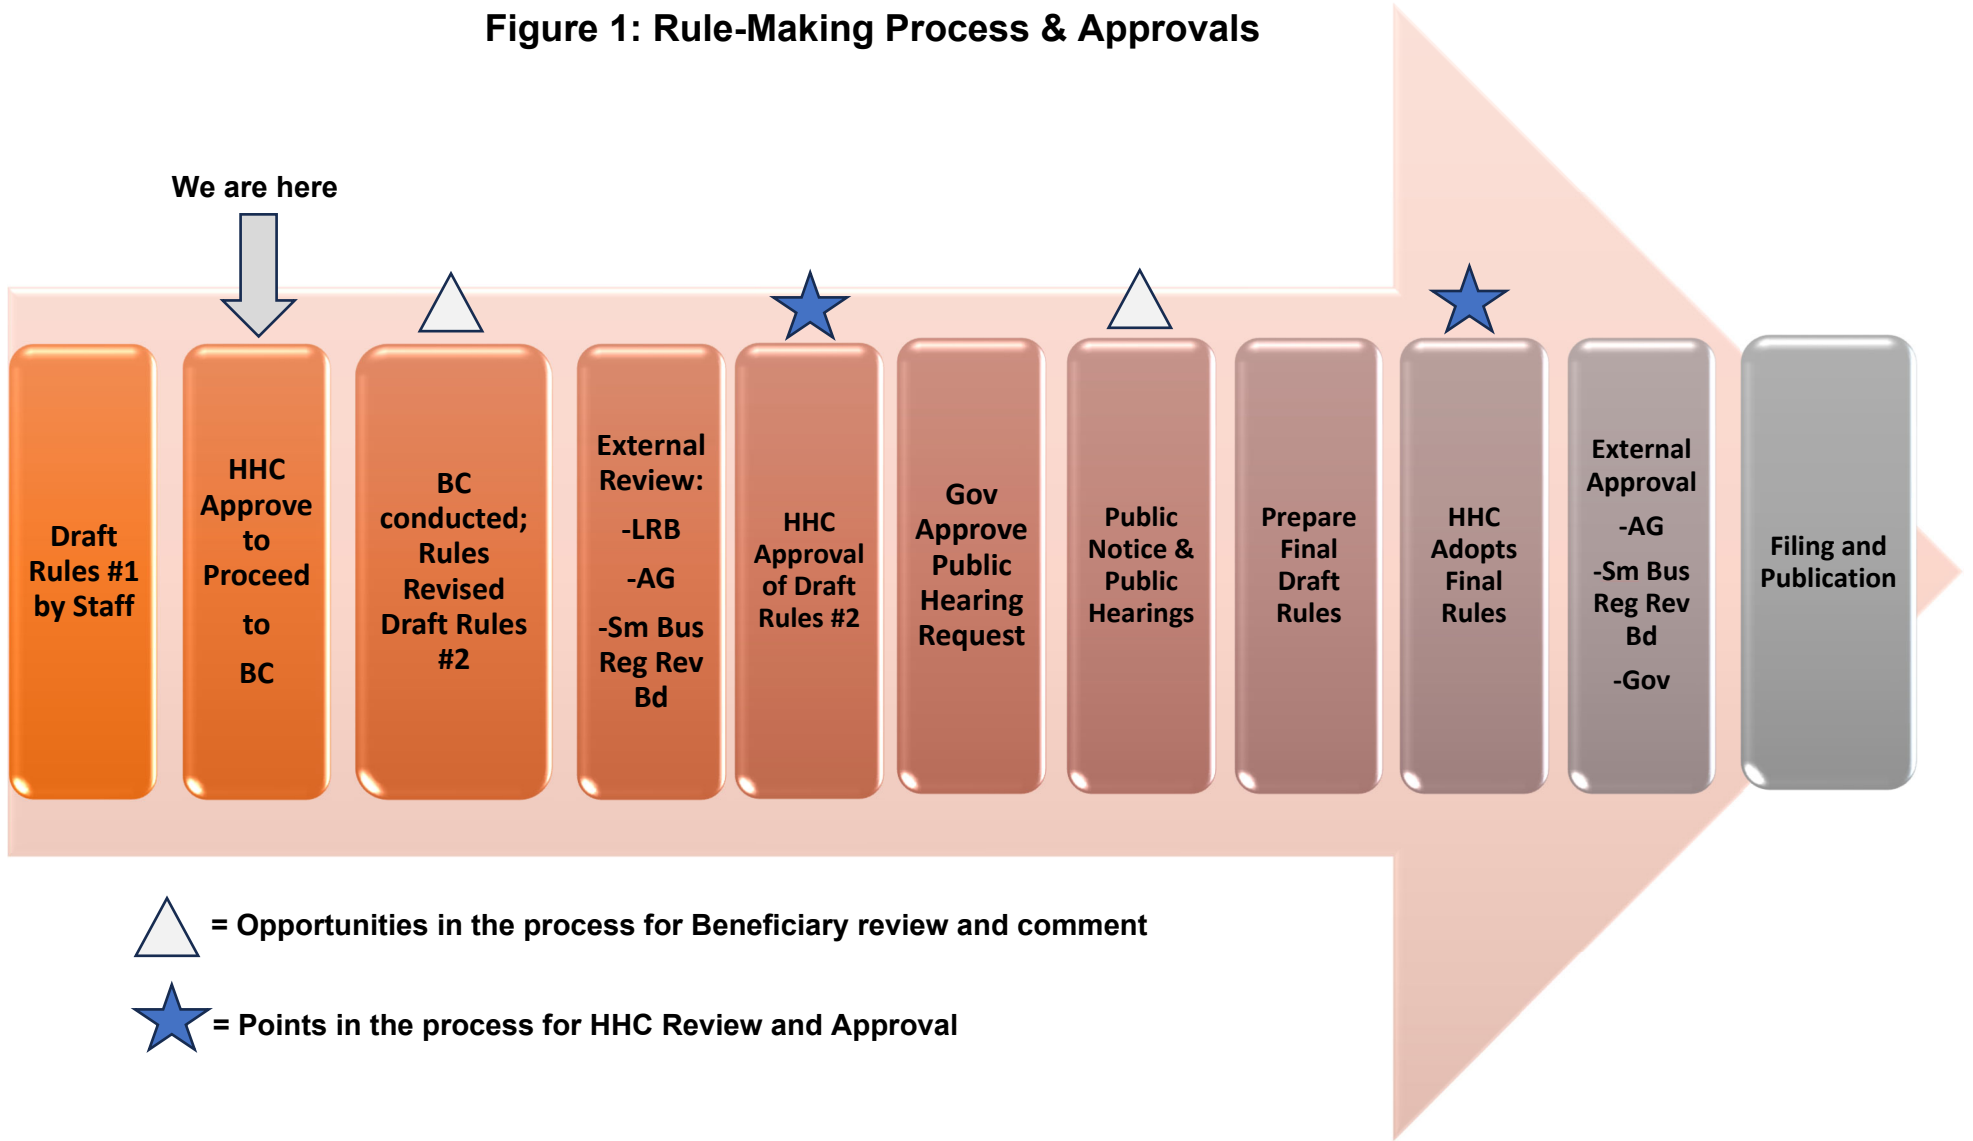 Figure 1: Rule-Making Process & Approvals
We are here
Draft
Rules #1
by Staff
HHC
Approve
to
Proceed
to
BC
BC
conducted;
Rules
Revised
Draft Rules
#2
External
Review:
-LRB
-AG
-Sm Bus
Reg Rev
Bd
HHC
Approval
of Draft
Rules #2
Gov
Approve
Public
Hearing
Request
Public
Notice &
Public
Hearings
Prepare
Final
Draft
Rules
HHC
Adopts
Final
Rules
External
Approval
-AG
-Sm Bus
Reg Rev
Bd
-Gov
Filing and
Publication
= Opportunities in the process for Beneficiary review and comment
= Points in the process for HHC Review and Approval